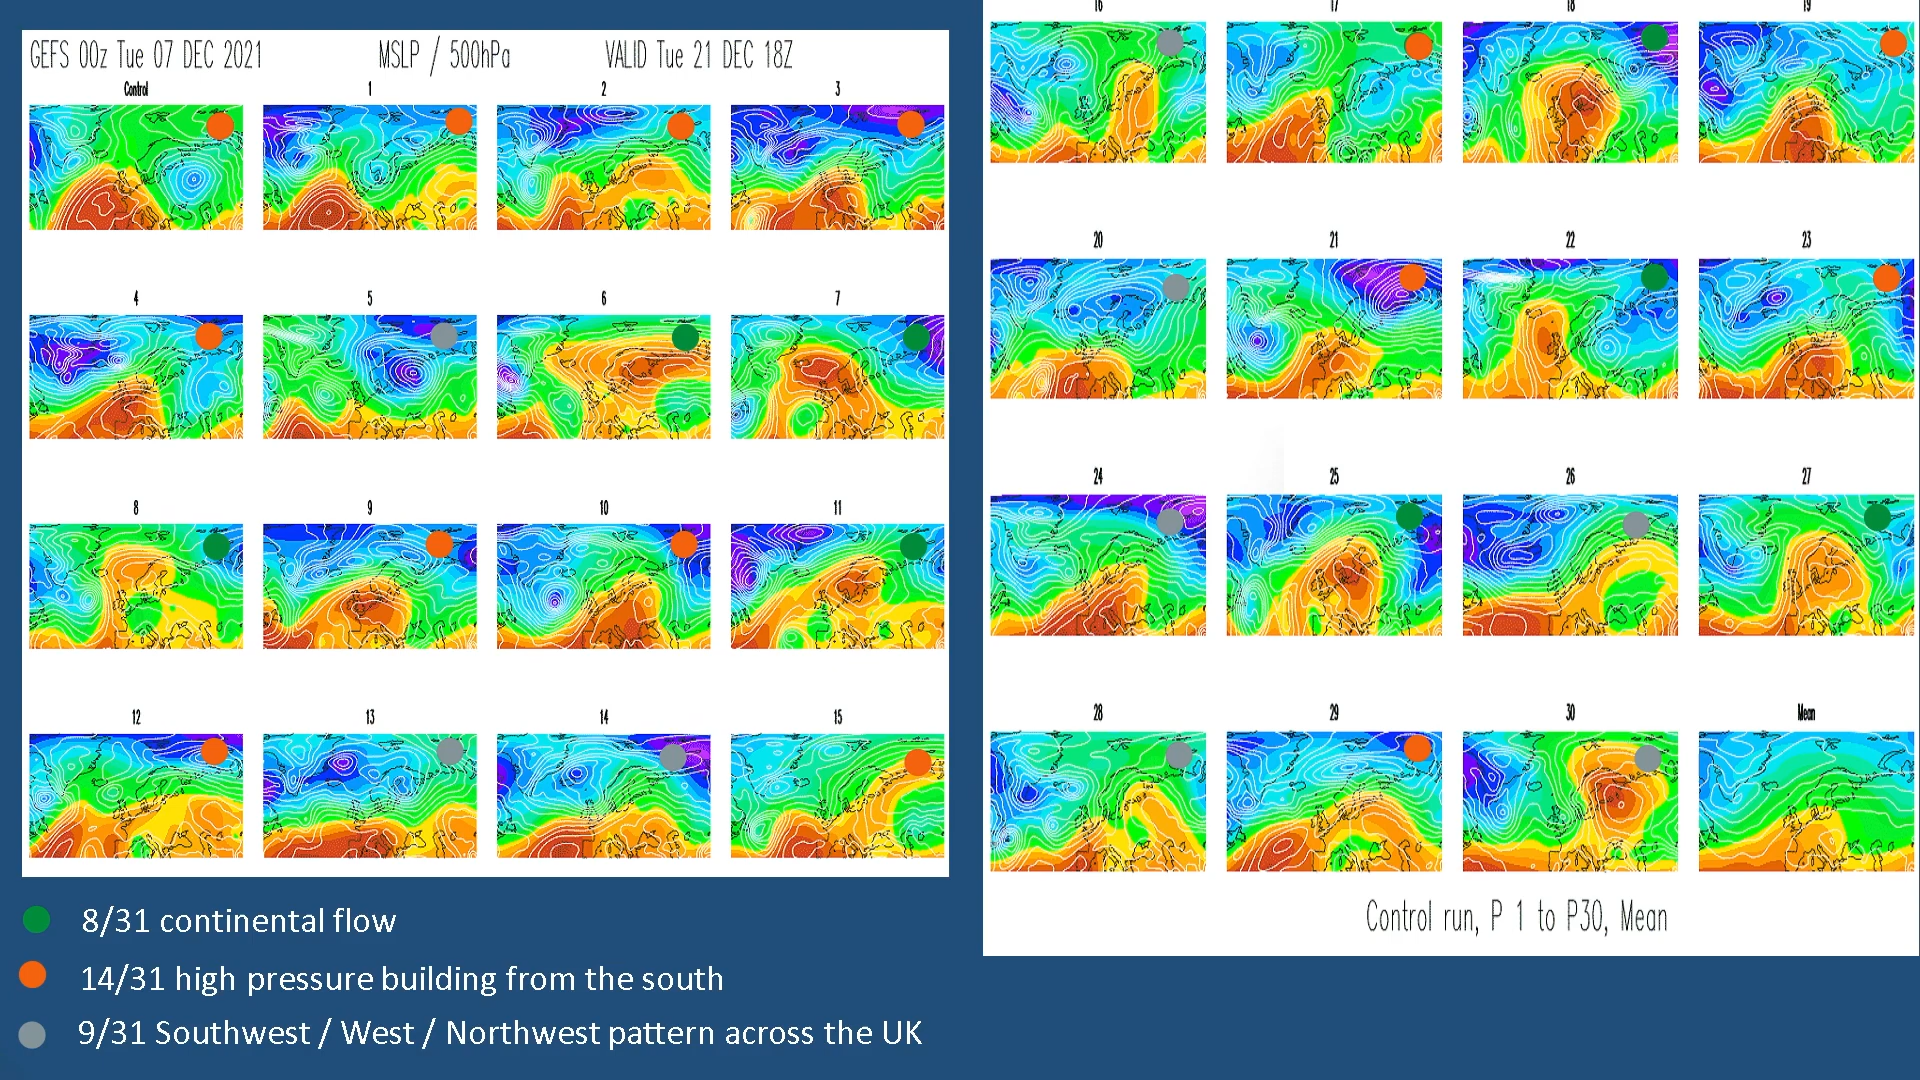 GEFS 00z Tue 07 DEC 2021 MSLP / 500hPa VALID Tue 21 DEC 18Z
Control 1 2 3
4 5 6 7
8 9 10 11
12 13 14 15
8/31 continental flow
14/31 high pressure building from the south
9/31 Southwest / West / Northwest pattern across the UK
16 17 18 19
20 21 22 23
24 25 26 27
28 29 30 Mean
Control run, P 1 to P30, Mean